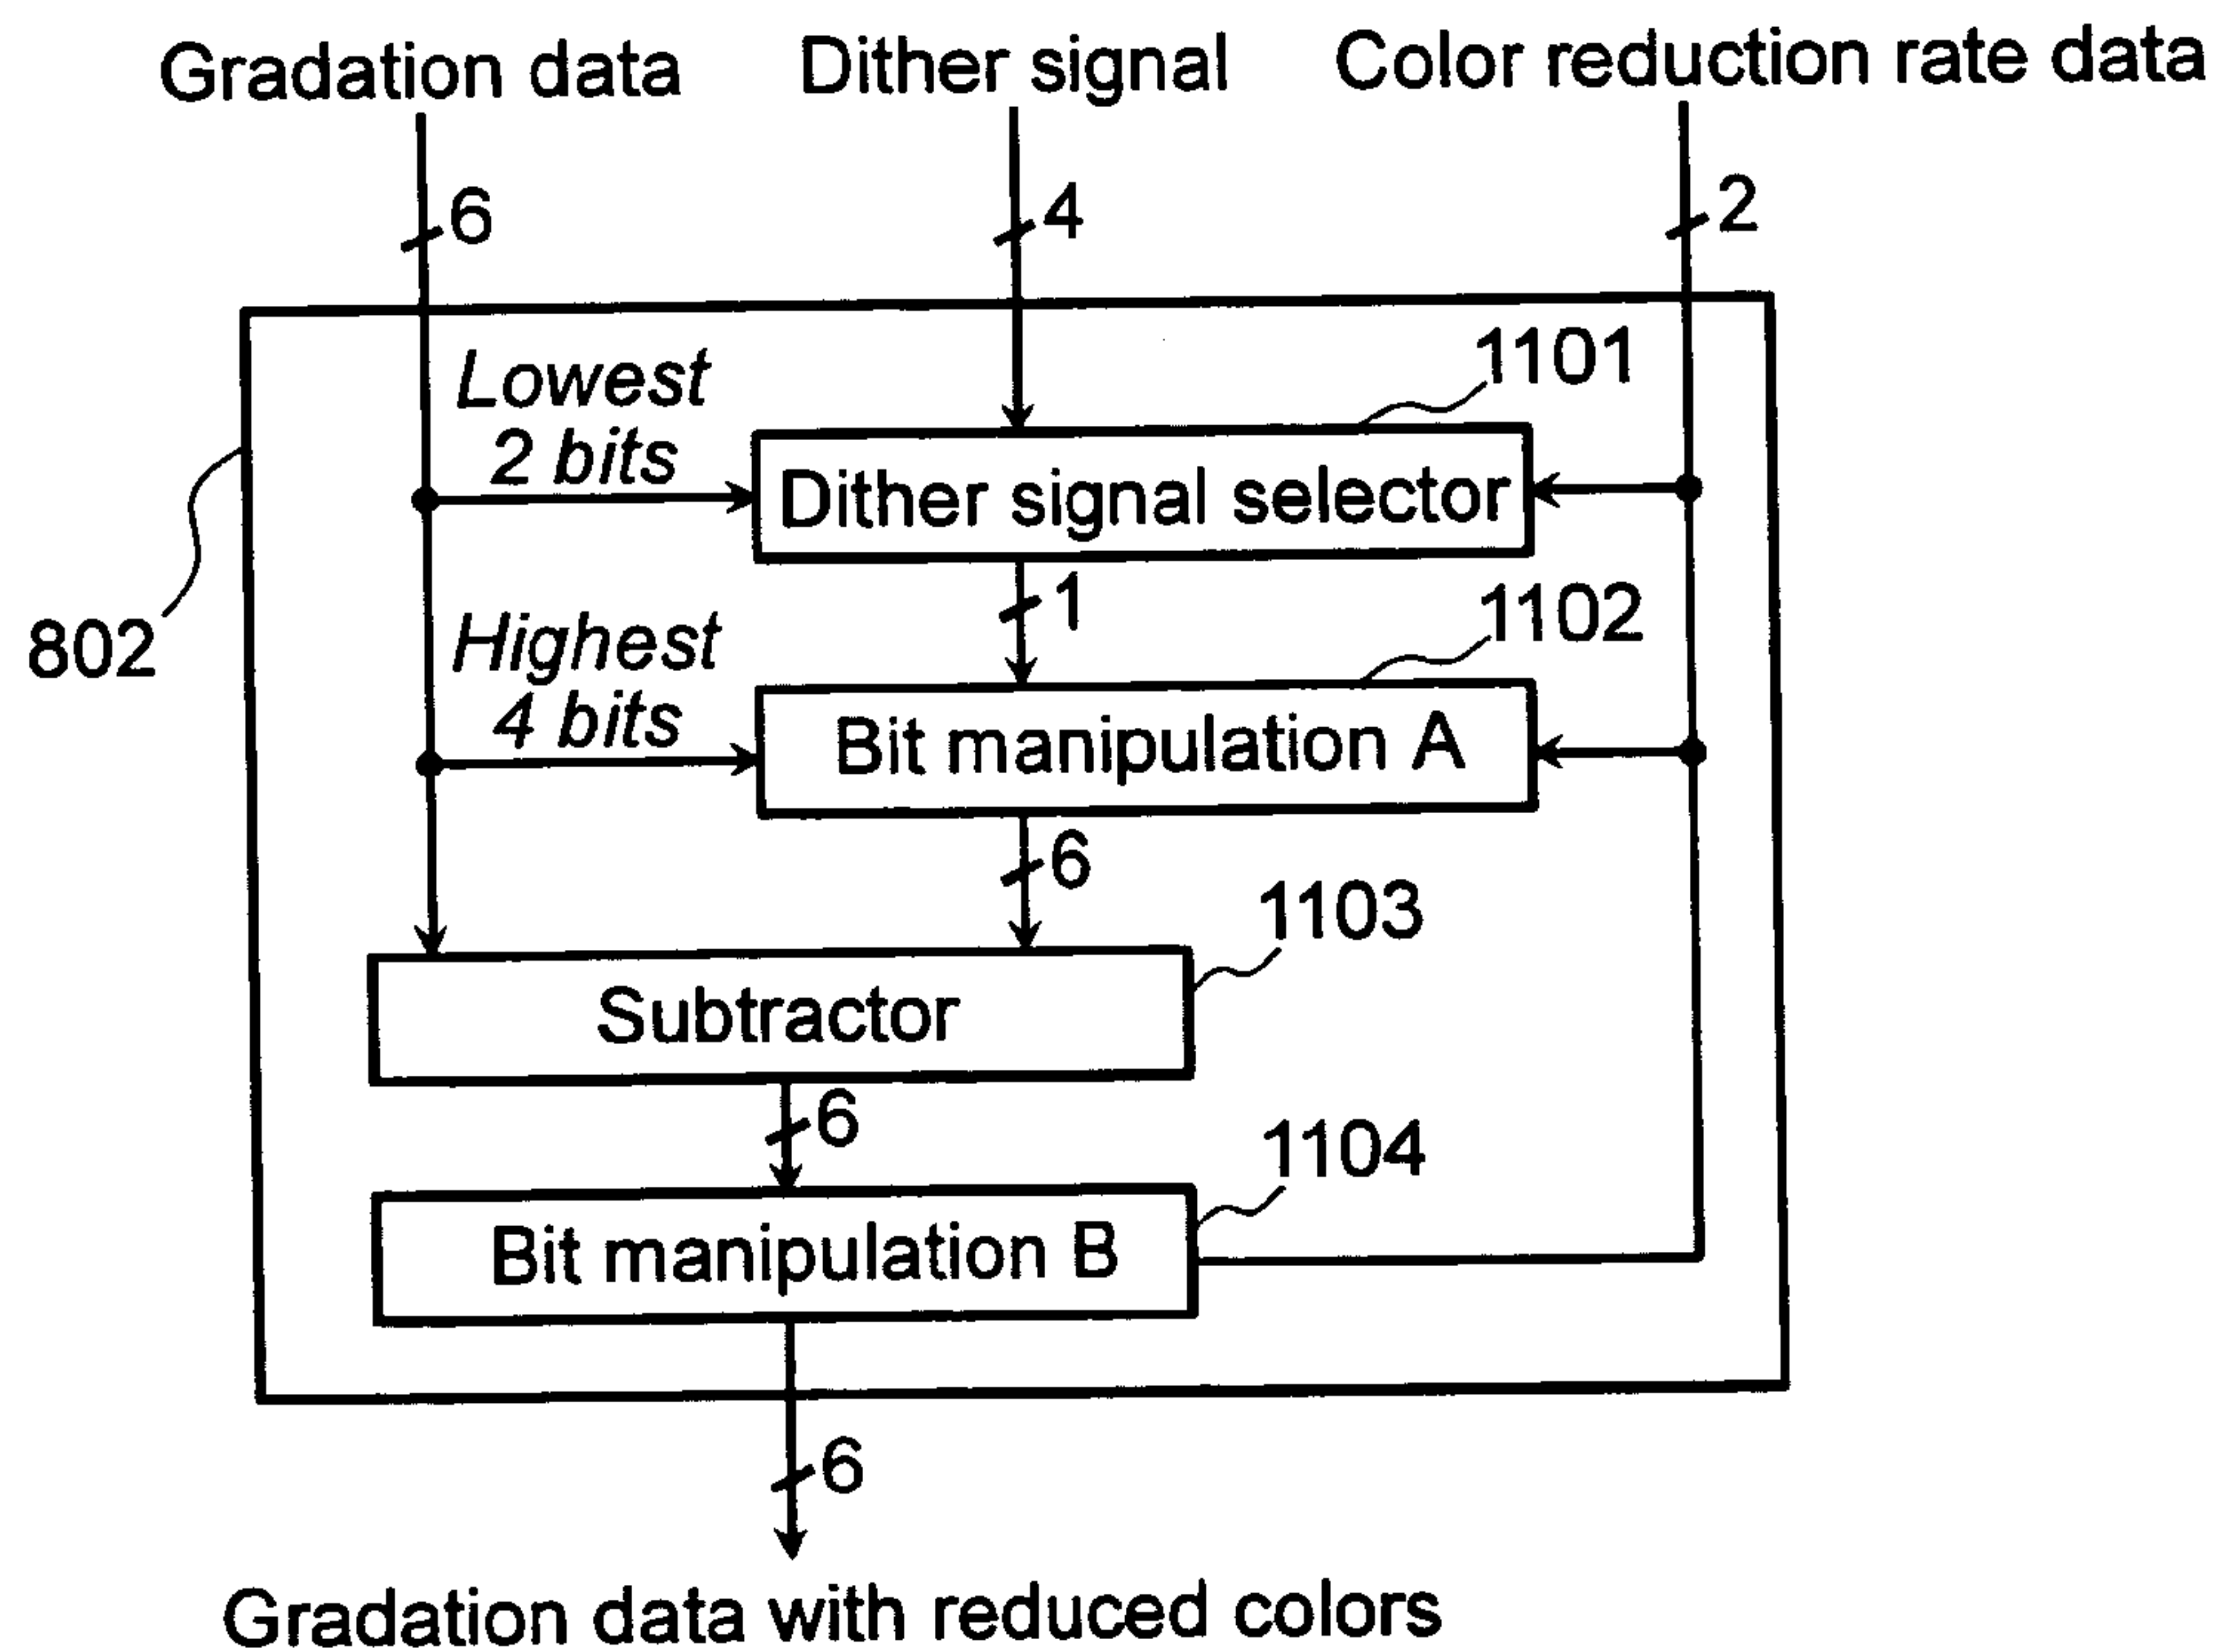 Gradation data
Dither signal
Color reduction rate data
6
4
2
1101
Lowest
2 bits
Dither signal selector
802
1
1102
Highest
4 bits
Bit manipulation A
6
1103
Subtractor
6
1104
Bit manipulation B
6
Gradation data with reduced colors